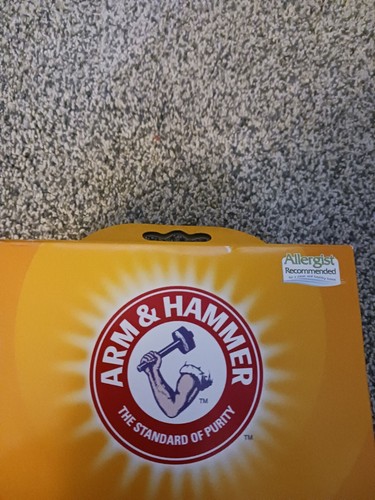 Allergist
Recommended
ARM & HAMMER
TM
THE STANDARD OF PURITY
TM